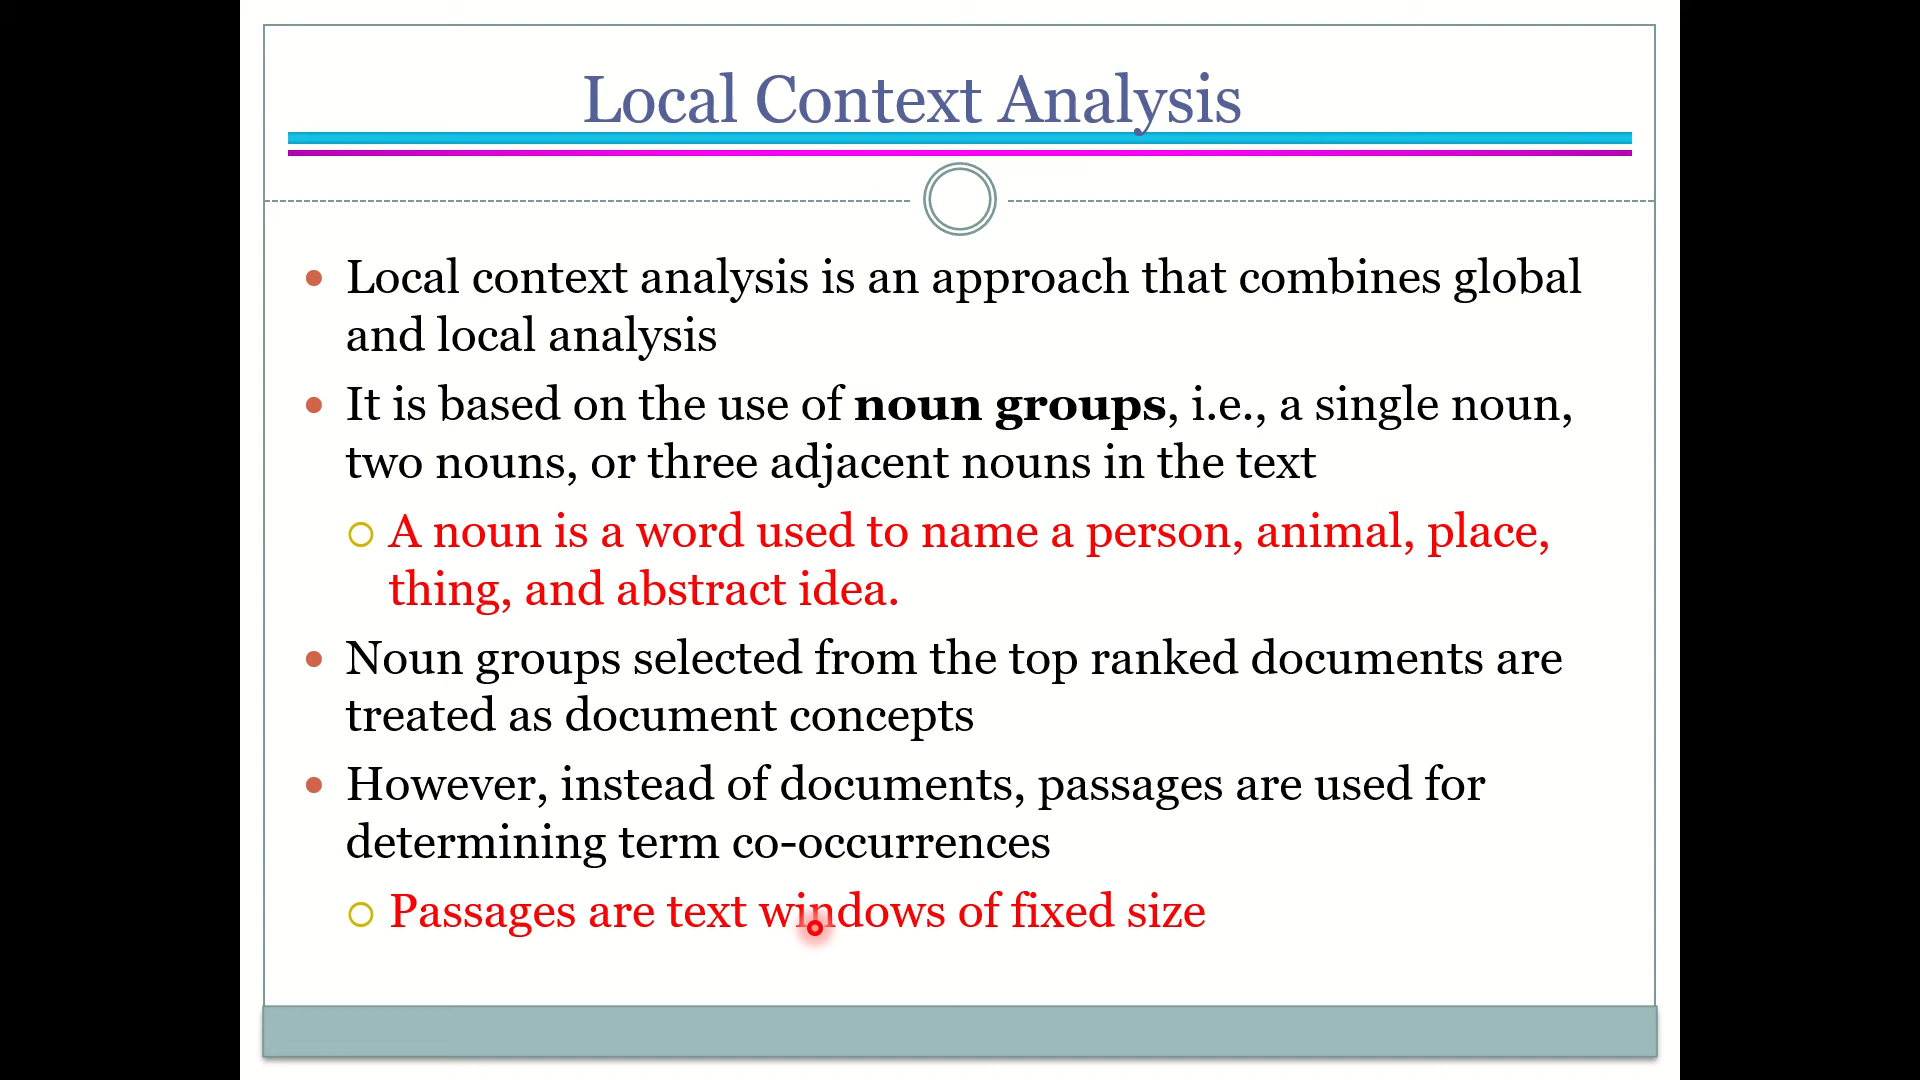 Local Context Analysis
Local context analysis is an approach that combines global
and local analysis
It is based on the use of noun groups, i.e., a single noun,
two nouns, or three adjacent nouns in the text
A noun is a word used to name a person, animal, place,
thing, and abstract idea.
Noun groups selected from the top ranked documents are
treated as document concepts
However, instead of documents, passages are used for
determining term co-occurrences
Passages are text windows of fixed size